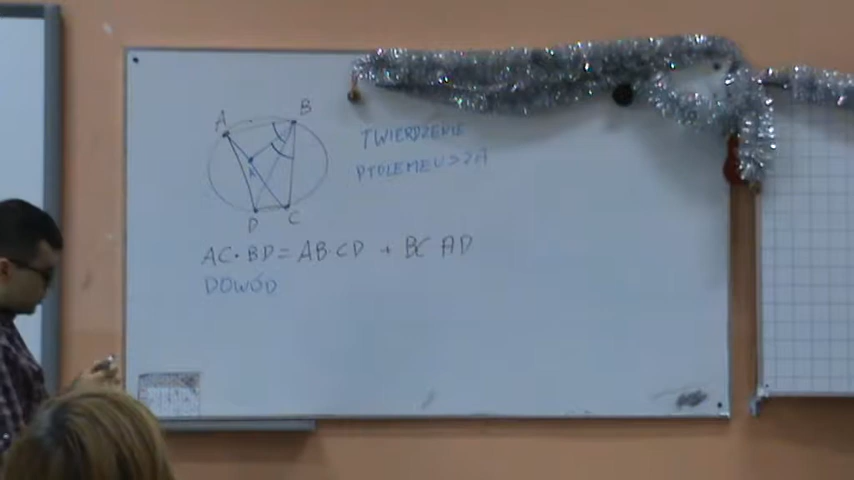 A
B
TWIERDZENIE
PTOLEMEUSZA
K
D
C
AC·BD=AB·CD + BC AD
DOWÓD